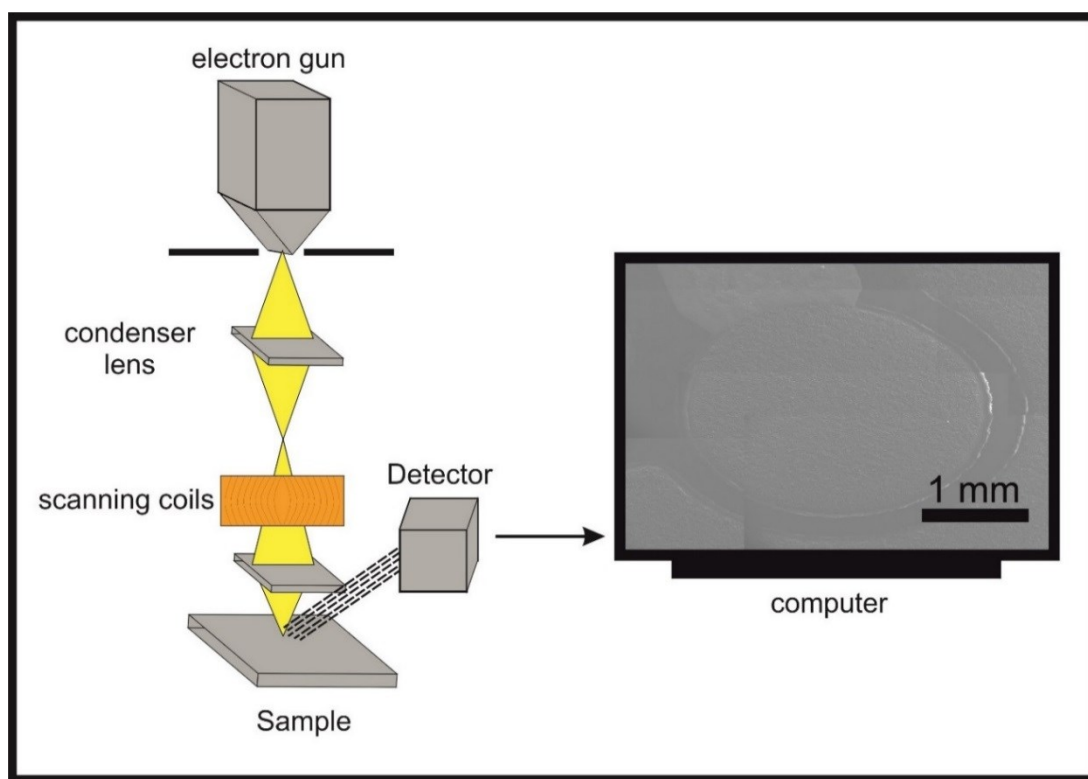 electron gun
condenser
lens
scanning coils
Detector
Sample
1 mm
computer